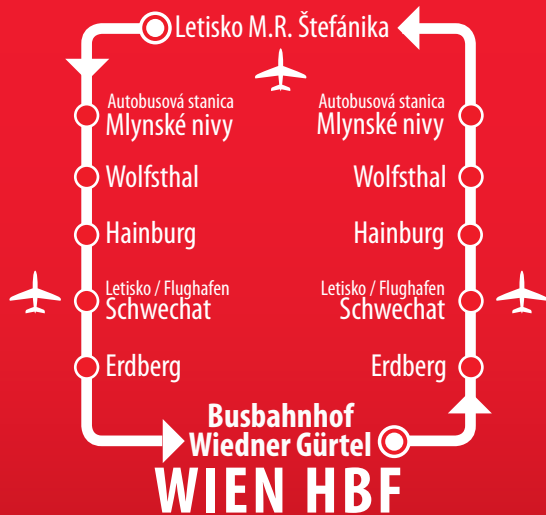 Letisko M.R. Štefánika
Autobusová stanica
Mlynské nivy
Wolfsthal
Hainburg
Letisko / Flughafen
Schwechat
Erdberg
Autobusová stanica
Mlynské nivy
Wolfsthal
Hainburg
Letisko / Flughafen
Schwechat
Erdberg
Busbahnhof
Wiedner Gürtel
WIEN HBF